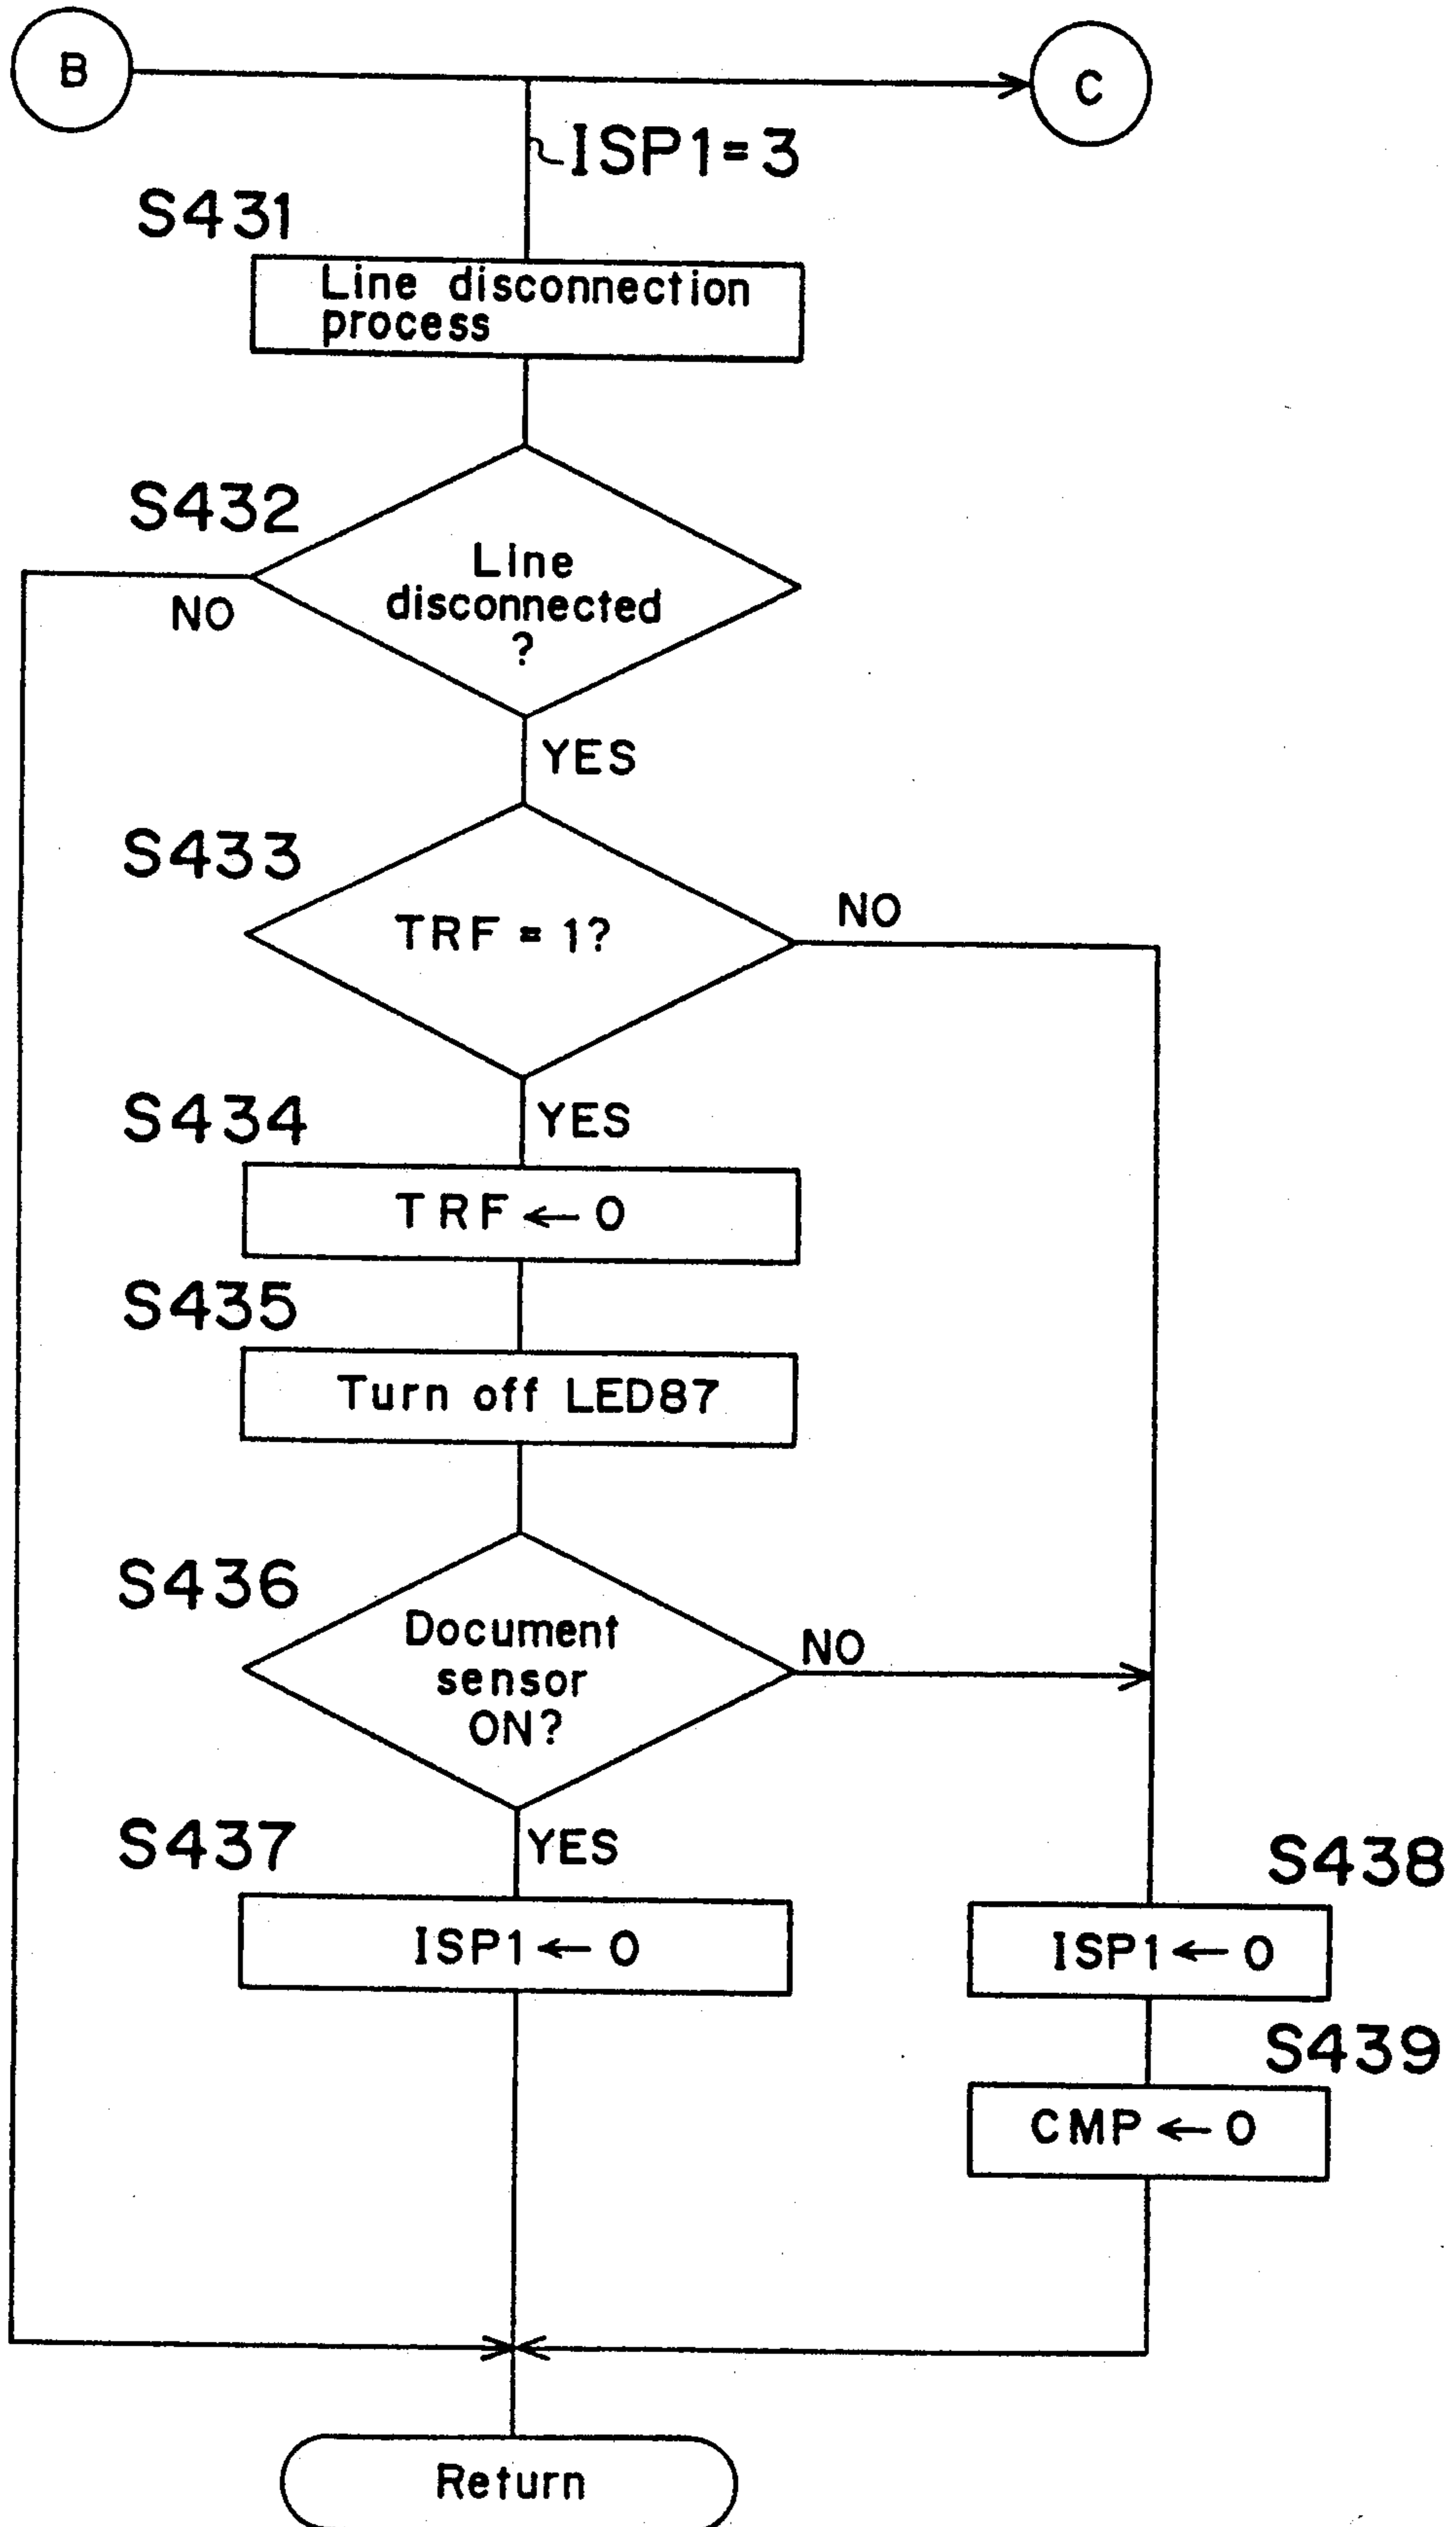 B
C
ISP1=3
S431
Line disconnection
process
S432
Line
disconnected
?
NO
YES
S433
TRF = 1?
NO
YES
S434
TRF ← 0
S435
Turn off LED87
S436
Document
sensor
ON?
NO
YES
S437
ISP1 ← 0
S438
ISP1 ← 0
S439
CMP ← 0
Return